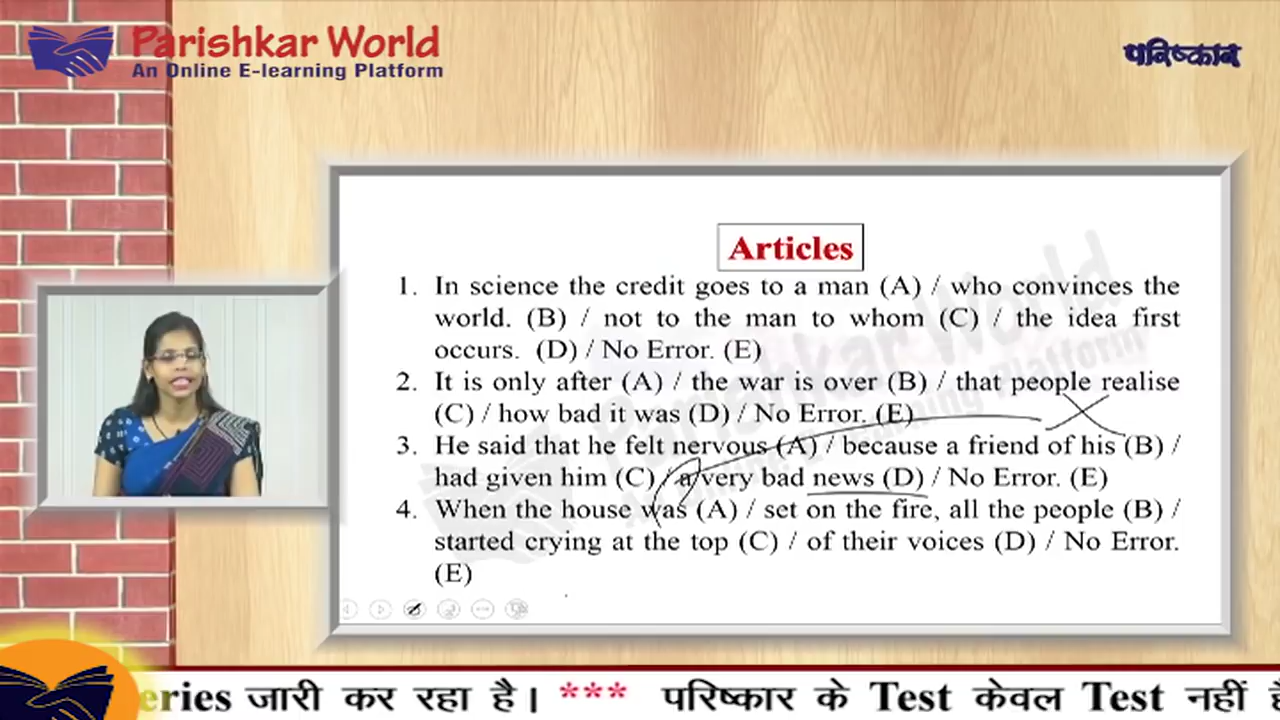 Parishkar World
An Online E-learning Platform
परिष्कार
Articles
1. In science the credit goes to a man (A) / who convinces the
world. (B) / not to the man to whom (C) / the idea first
occurs. (D) / No Error. (E)
2. It is only after (A) / the war is over (B) / that people realise
(C) / how bad it was (D) / No Error. (E)
3. He said that he felt nervous (A) / because a friend of his (B) /
had given him (C) / a very bad news (D) / No Error. (E)
4. When the house was (A) / set on the fire, all the people (B) /
started crying at the top (C) / of their voices (D) / No Error.
(E)
Parishkar World
eries जारी कर रहा है। *** परिष्कार के Test केवल Test नहीं है